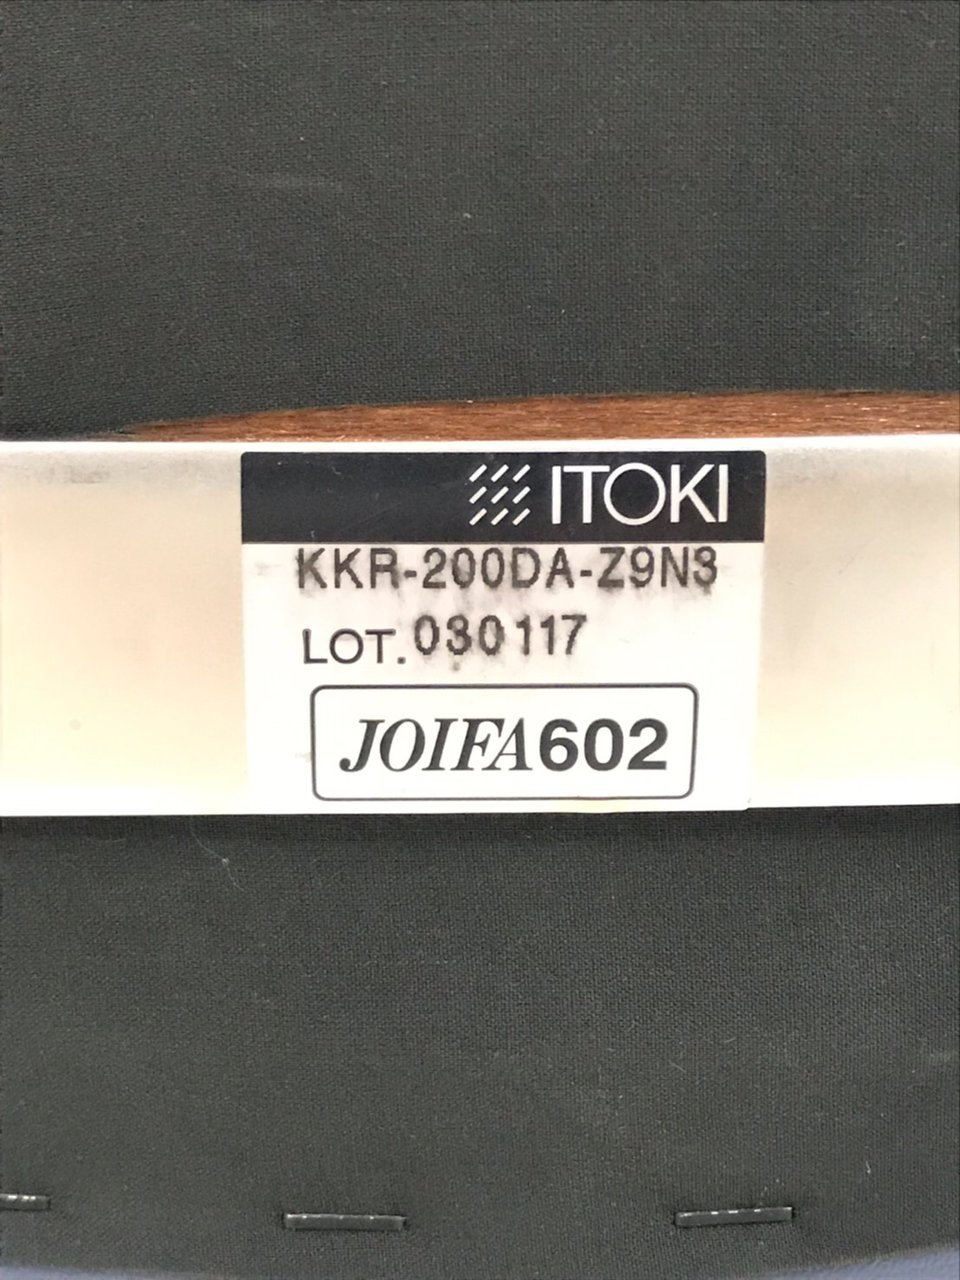 ITOKI
KKR-200DA-Z9N3
LOT. 030117
JOIFA602